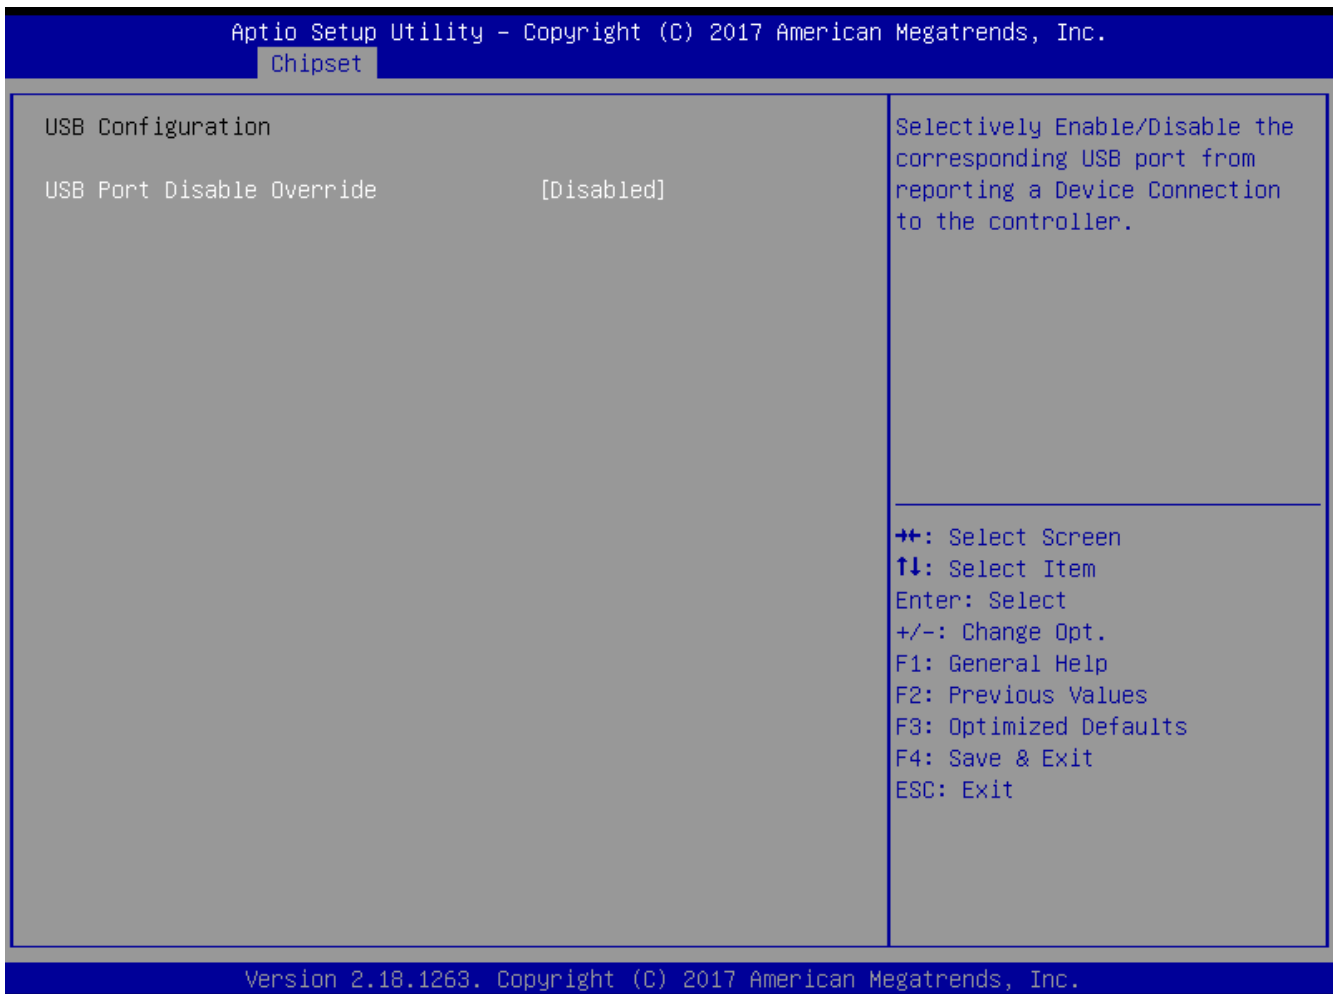 Aptio Setup Utility – Copyright (C) 2017 American Megatrends, Inc.
Chipset
USB Configuration
USB Port Disable Override [Disabled]
Selectively Enable/Disable the
corresponding USB port from
reporting a Device Connection
to the controller.
→←: Select Screen
↑↓: Select Item
Enter: Select
+/-: Change Opt.
F1: General Help
F2: Previous Values
F3: Optimized Defaults
F4: Save & Exit
ESC: Exit
Version 2.18.1263. Copyright (C) 2017 American Megatrends, Inc.